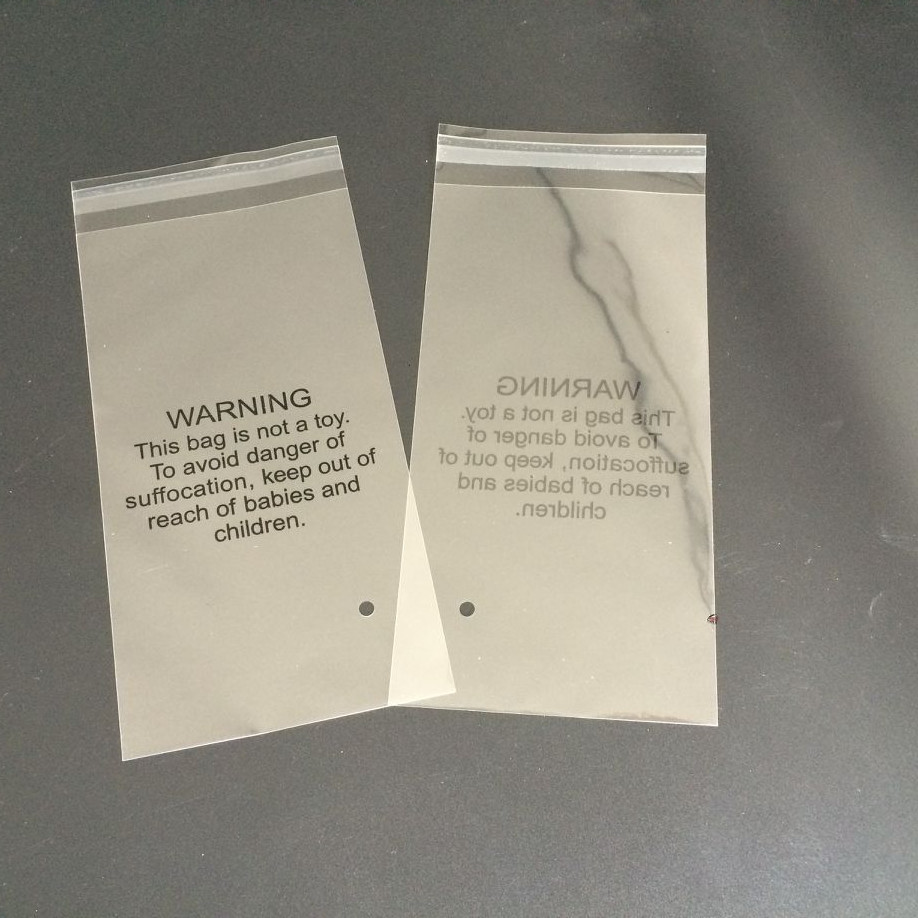 WARNING
This bag is not a toy.
To avoid danger of
suffocation, keep out of
reach of babies and
children.
WARNING
This bag is not a toy.
To avoid danger of
suffocation, keep out of
reach of babies and
children.